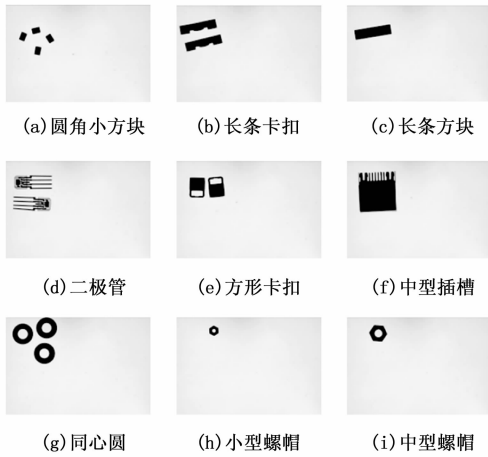 (a)圆角小方块 (b)长条卡扣 (c)长条方块
(d)二极管 (e)方形卡扣 (f)中型插槽
(g)同心圆 (h)小型螺帽 (i)中型螺帽